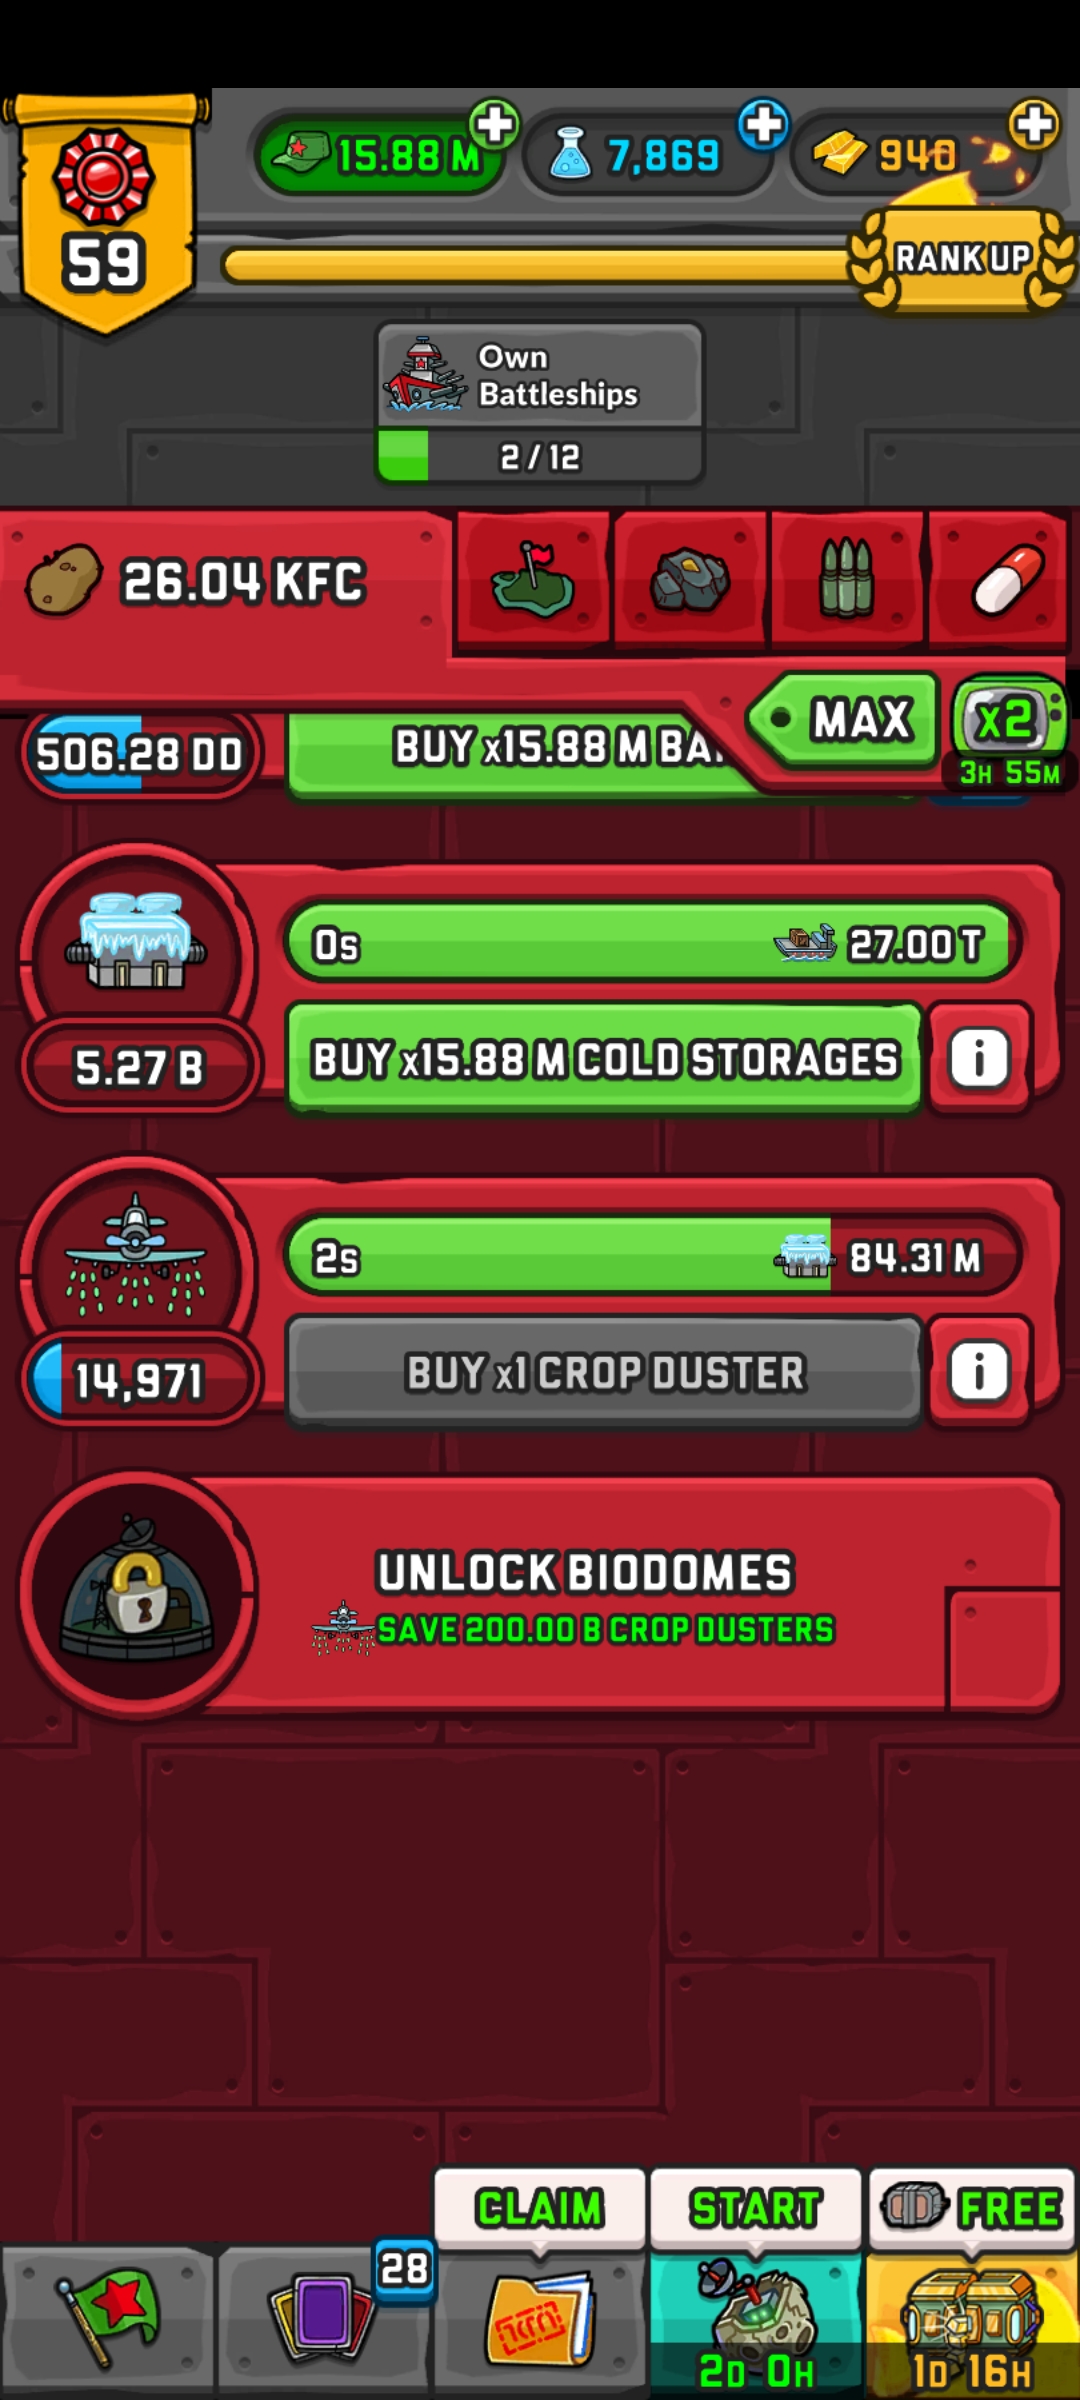 15.88 M
7,869
940
59
RANK UP
Own
Battleships
2 / 12
26.04 KFC
MAX
x2
3H 55M
506.28 DD
BUY x15.88 M BA
0s
27.00 T
5.27 B
BUY x15.88 M COLD STORAGES
i
2s
84.31 M
14,971
BUY x1 CROP DUSTER
i
UNLOCK BIODOMES
SAVE 200.00 B CROP DUSTERS
CLAIM
START
FREE
28
2D 0H
1D 16H